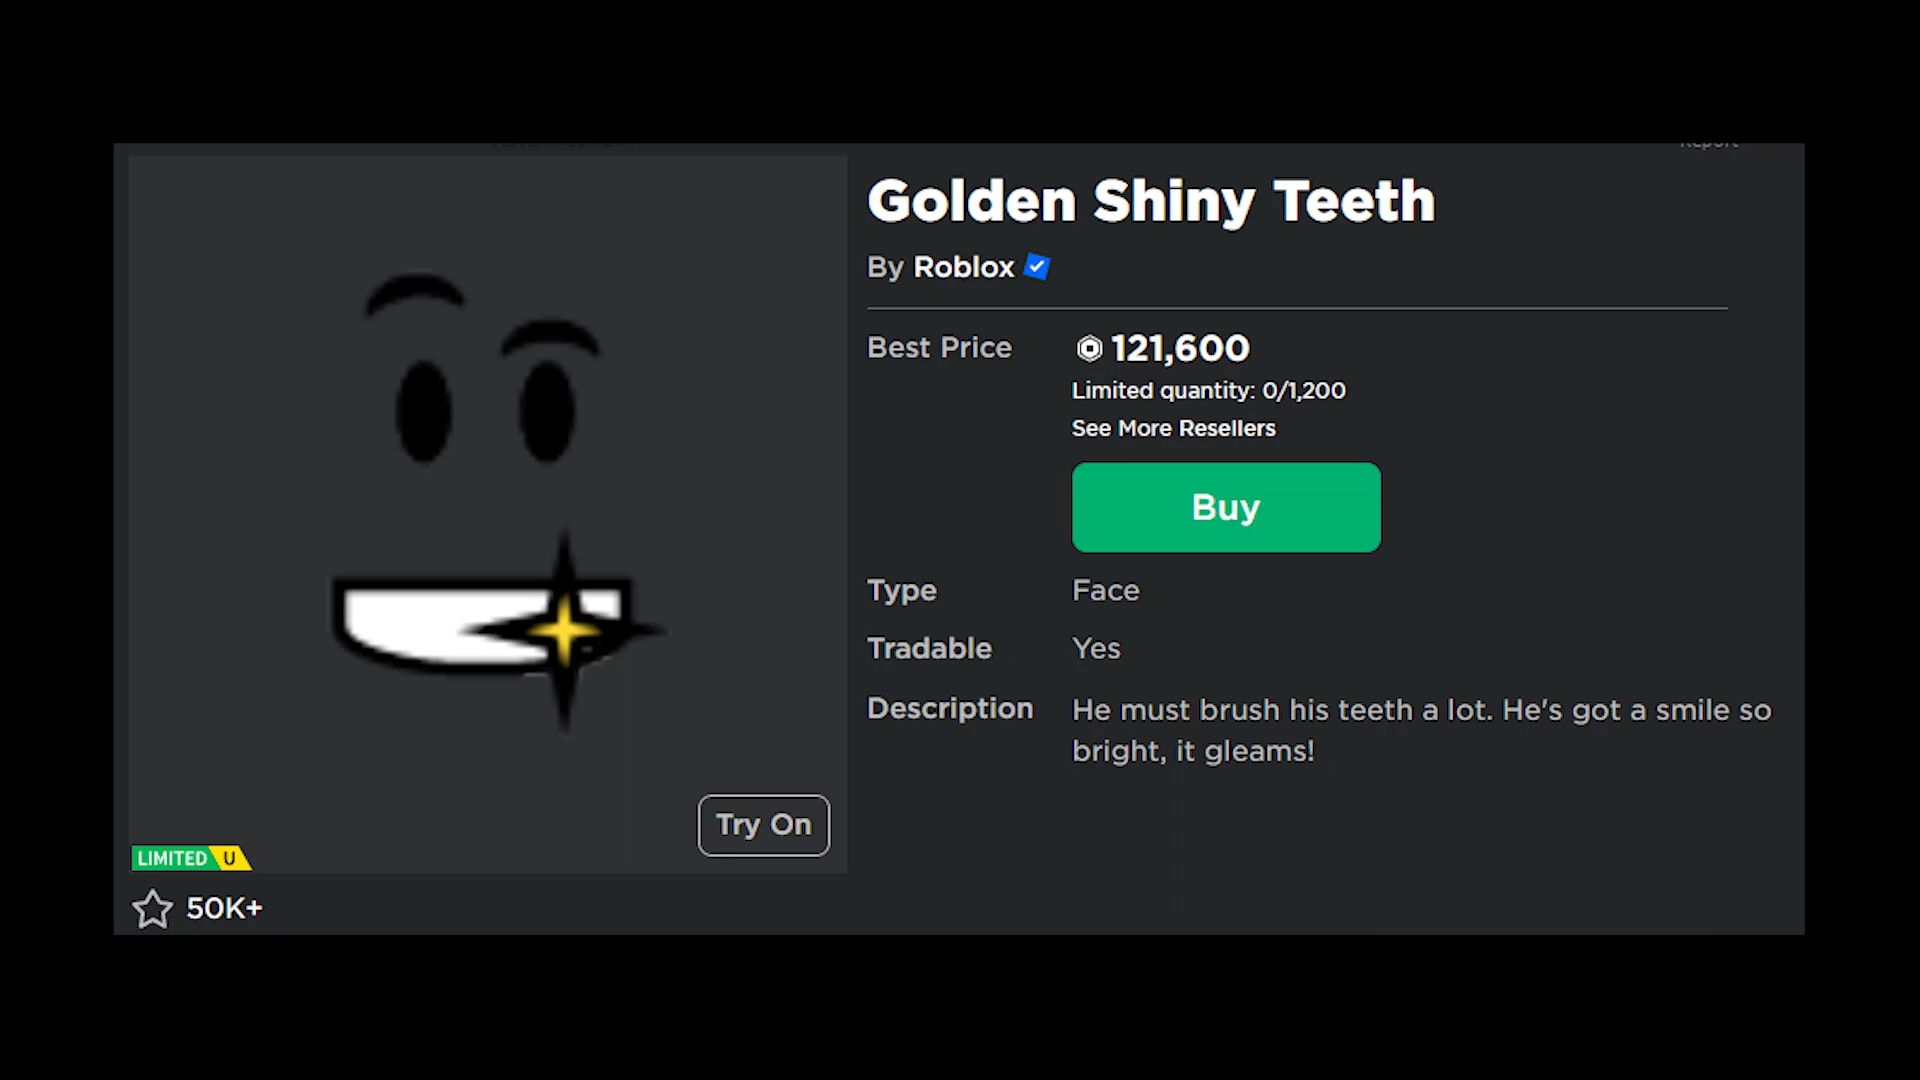 Golden Shiny Teeth
By Roblox
Best Price 121,600
Limited quantity: 0/1,200
See More Resellers
Buy
Type Face
Tradable Yes
Description He must brush his teeth a lot. He's got a smile so
bright, it gleams!
Try On
LIMITED U
50K+